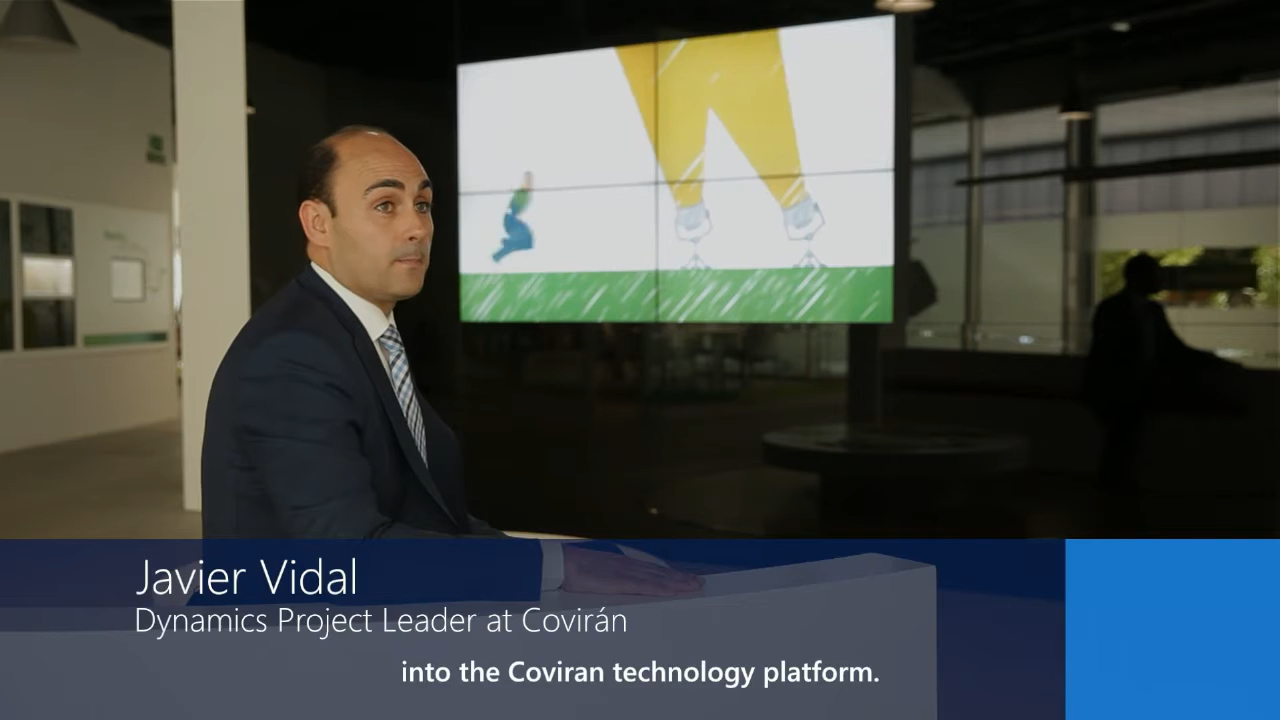 Javier Vidal
Dynamics Project Leader at Covirán
into the Coviran technology platform.